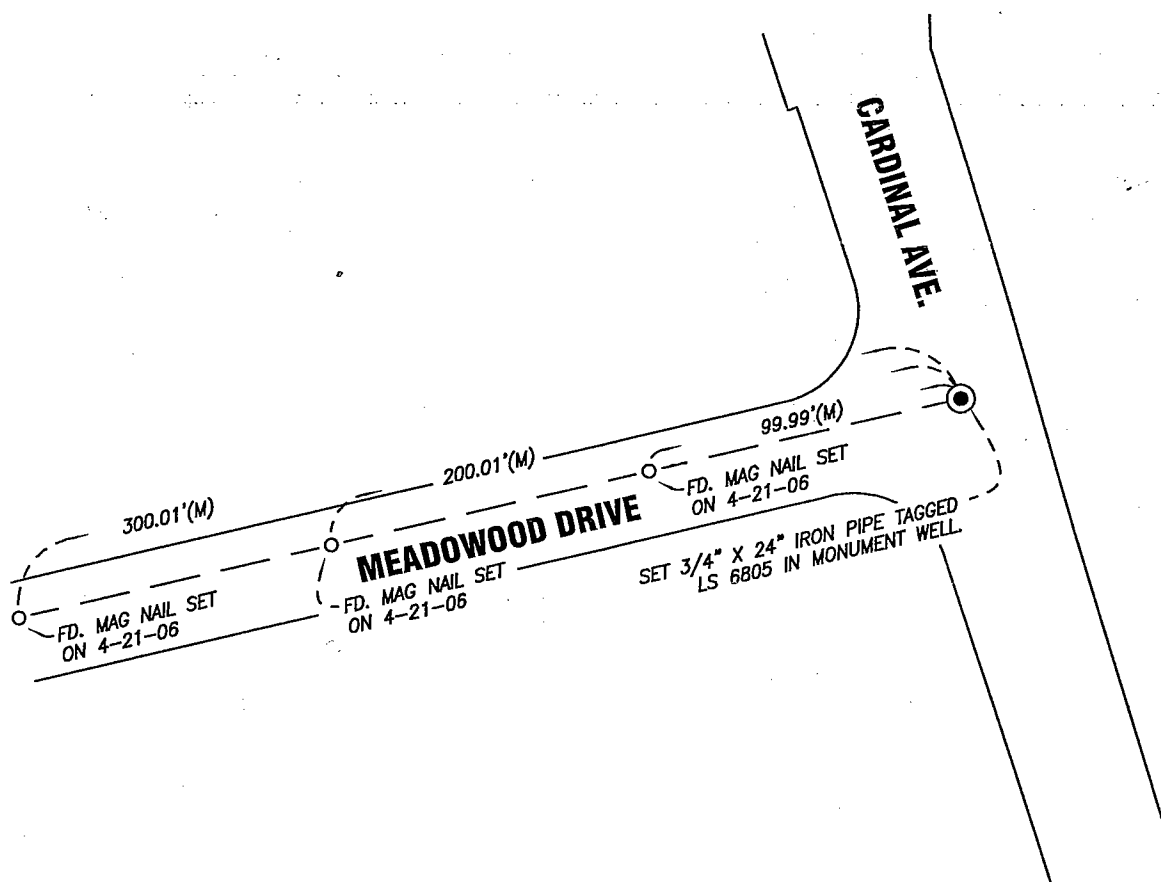 CARDINAL AVE.
99.99'(M)
200.01'(M)
300.01'(M)
MEADOWOOD DRIVE
FD. MAG NAIL SET
ON 4-21-06
FD. MAG NAIL SET
ON 4-21-06
FD. MAG NAIL SET
ON 4-21-06
SET 3/4" X 24" IRON PIPE TAGGED
LS 6805 IN MONUMENT WELL.